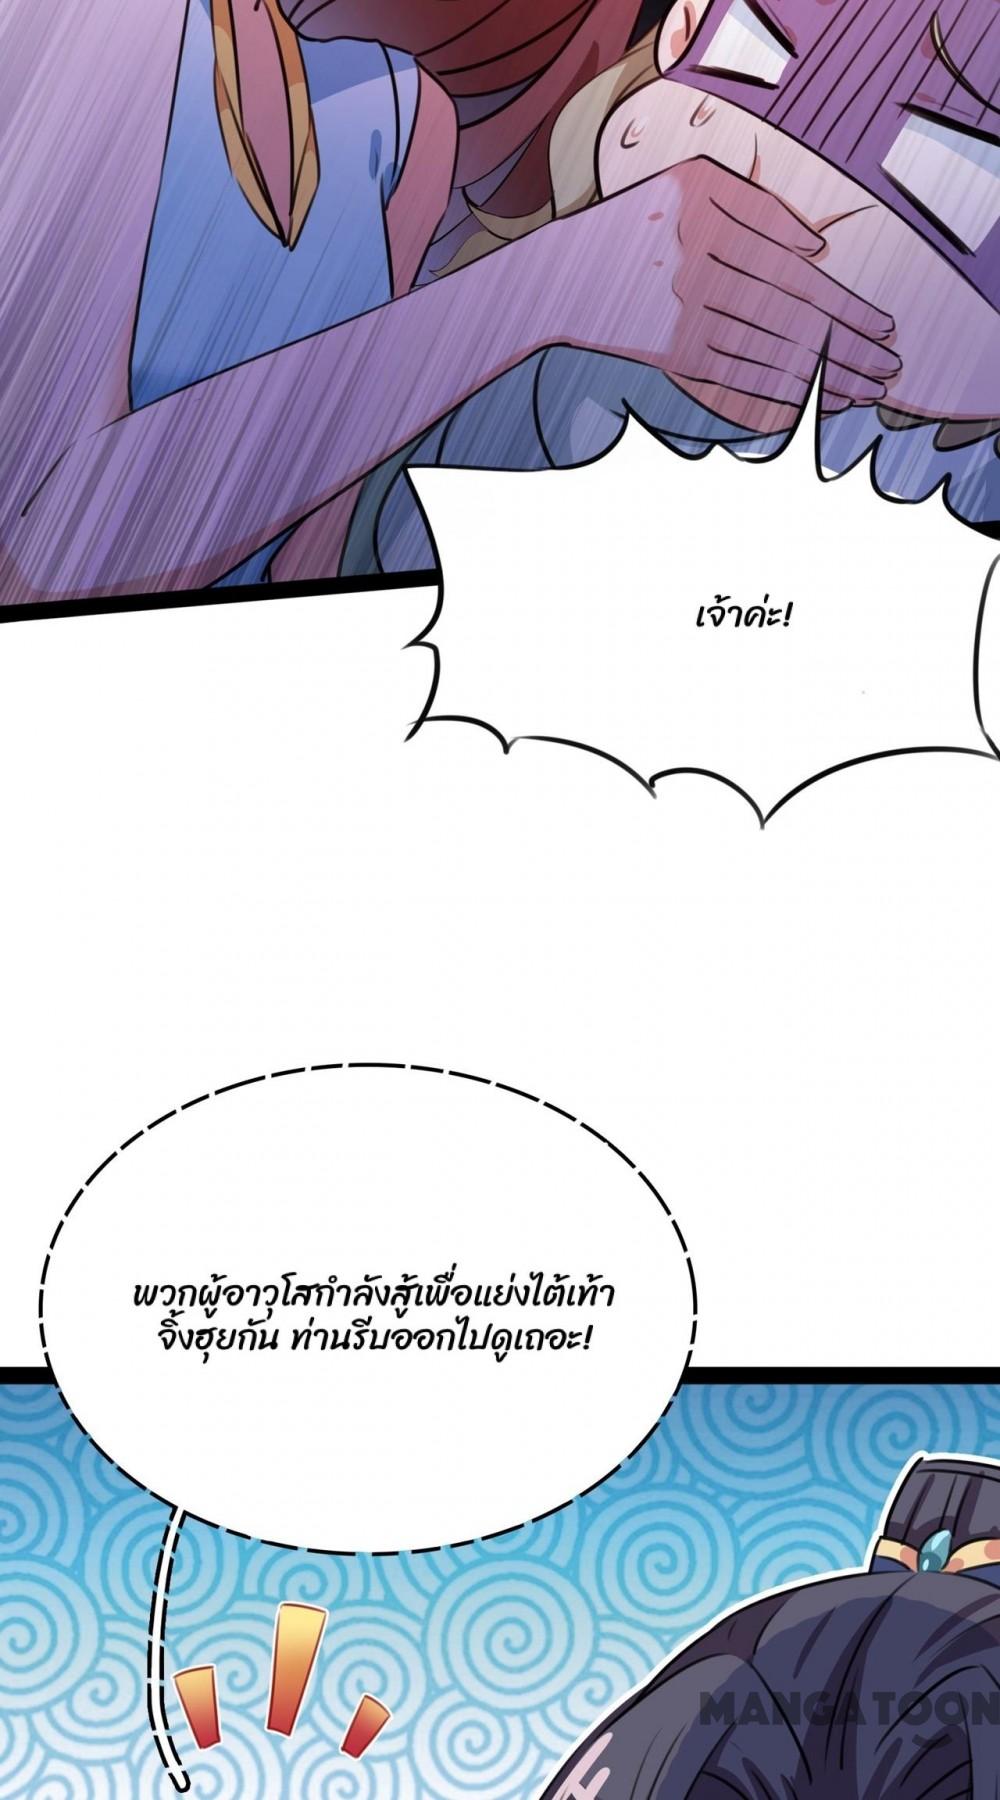 เจ้าค่ะ!
พวกผู้อาวุโสกำลังสู้เพื่อแย่งไต้เท้า
จิ้งฮุยกัน ท่านรีบออกไปดูเถอะ!
MANGATOON